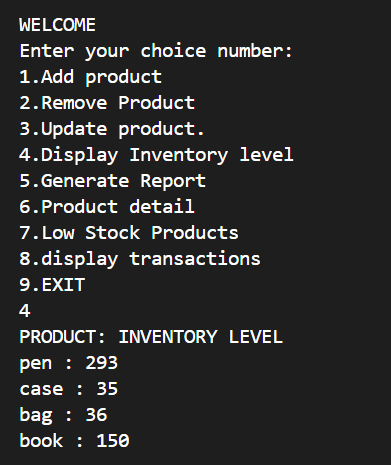 WELCOME
Enter your choice number:
1.Add product
2.Remove Product
3.Update product.
4.Display Inventory level
5.Generate Report
6.Product detail
7.Low Stock Products
8.display transactions
9.EXIT
4
PRODUCT: INVENTORY LEVEL
pen : 293
case : 35
bag : 36
book : 150